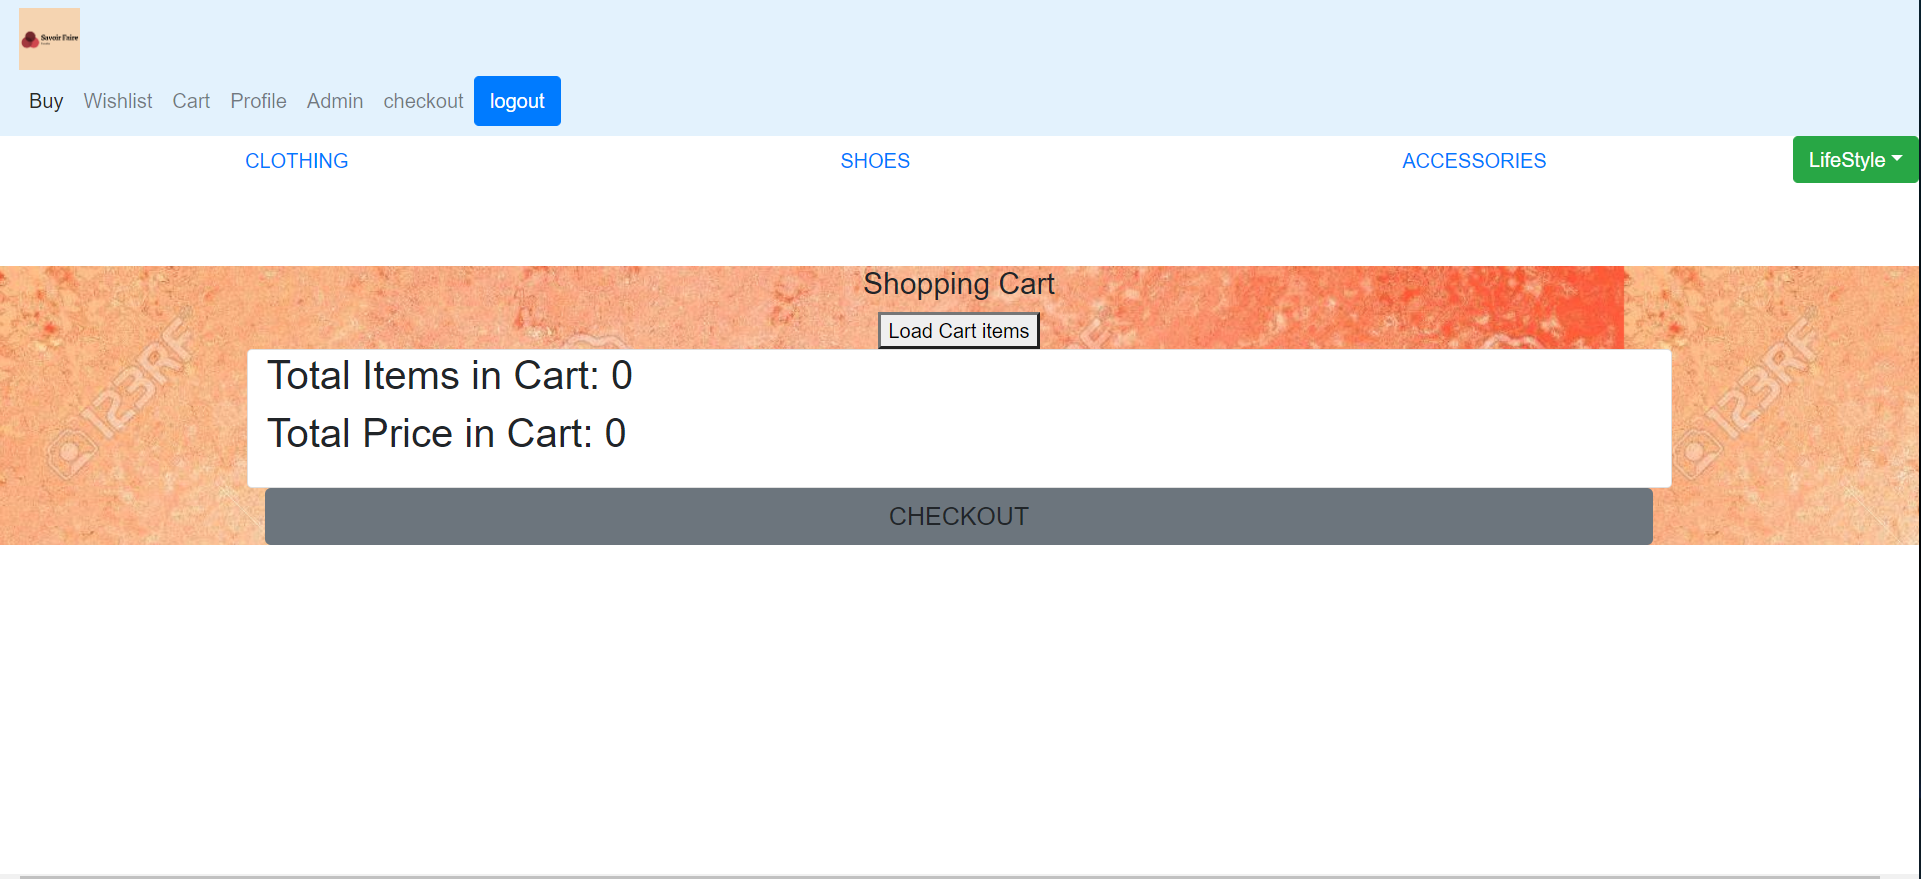 Savoir Faire
Buy Wishlist Cart Profile Admin checkout logout
CLOTHING SHOES ACCESSORIES LifeStyle
Shopping Cart
Load Cart items
Total Items in Cart: 0
Total Price in Cart: 0
CHECKOUT
123RF
123RF